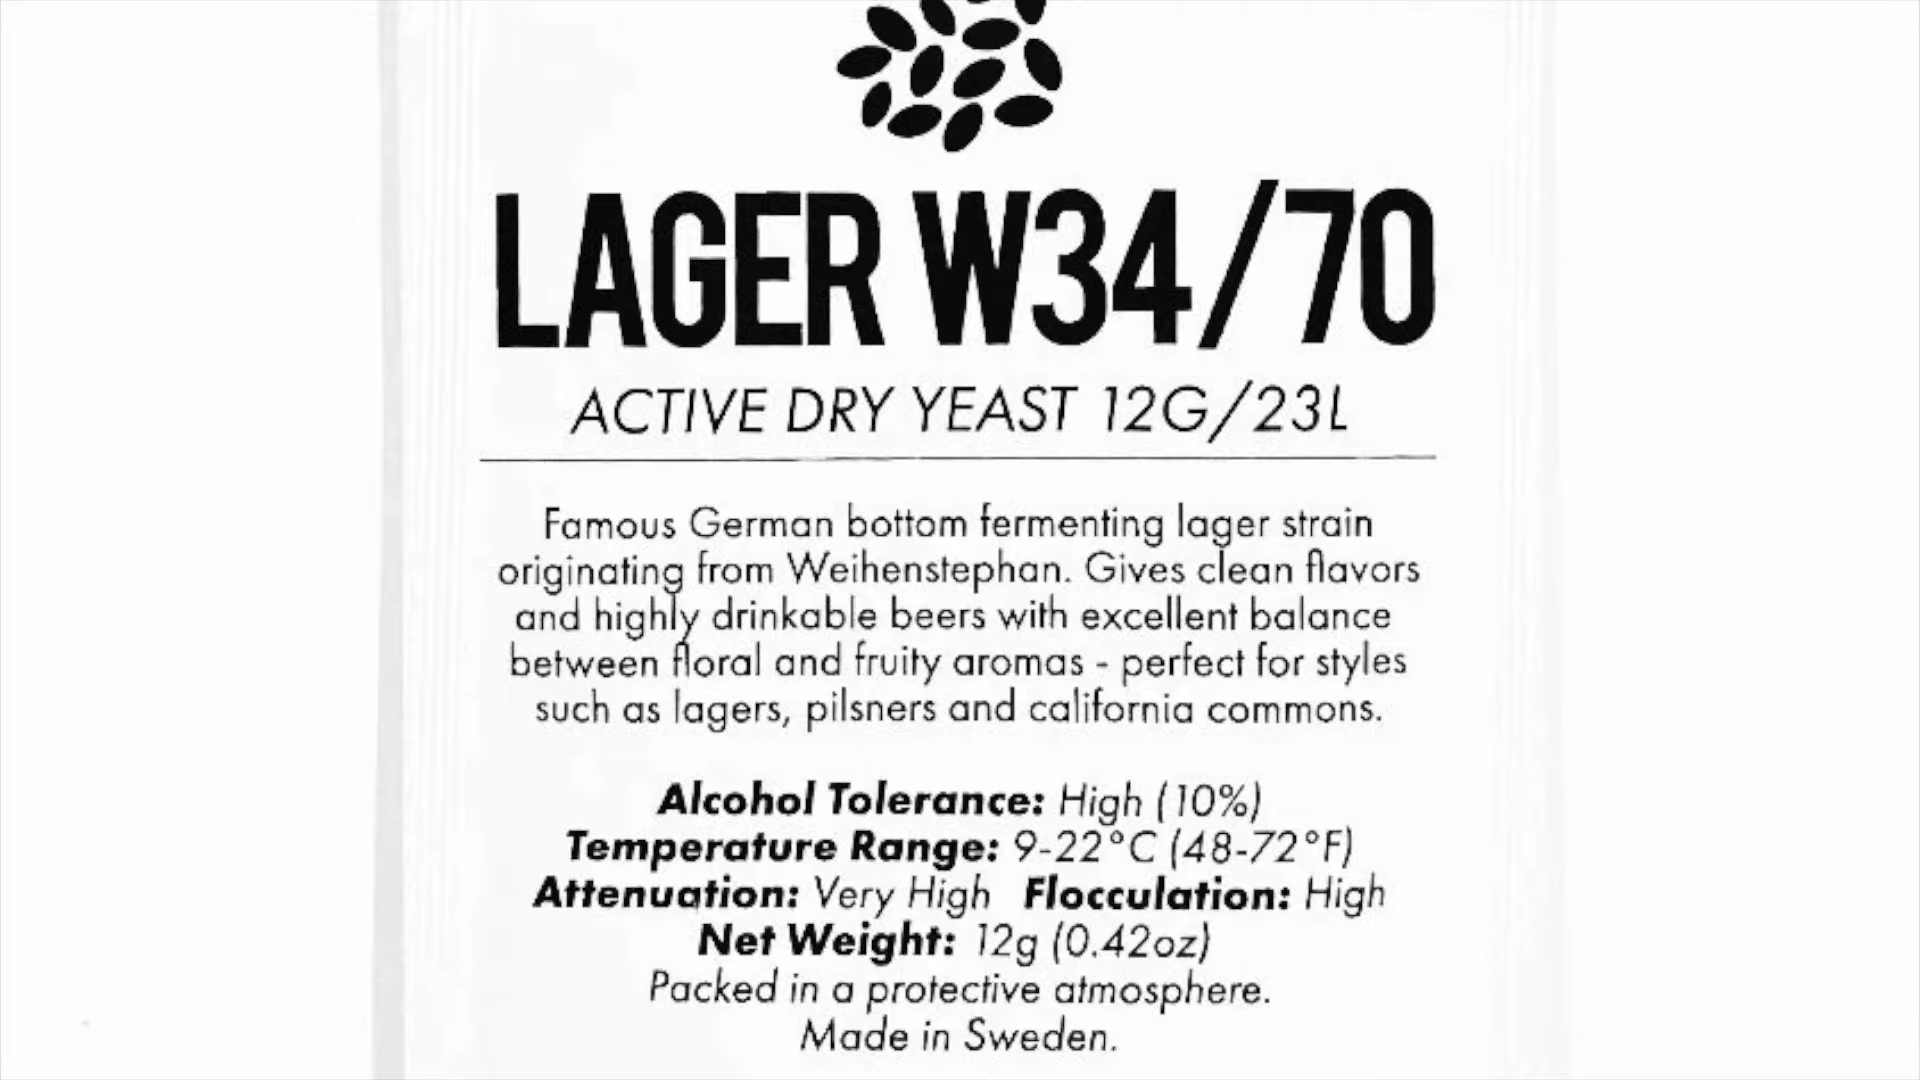 LAGER W34/70
ACTIVE DRY YEAST 12G/23L
Famous German bottom fermenting lager strain
originating from Weihenstephan. Gives clean flavors
and highly drinkable beers with excellent balance
between floral and fruity aromas - perfect for styles
such as lagers, pilsners and california commons.
Alcohol Tolerance: High (10%)
Temperature Range: 9-22°C (48-72°F)
Attenuation: Very High Flocculation: High
Net Weight: 12g (0.42oz)
Packed in a protective atmosphere.
Made in Sweden.